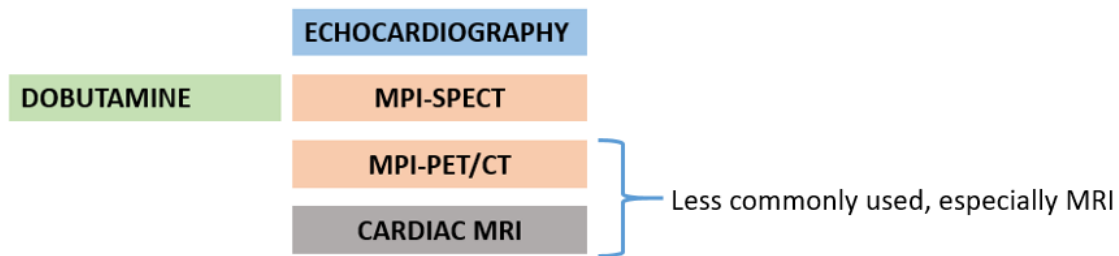 ECHOCARDIOGRAPHY
DOBUTAMINE
MPI-SPECT
MPI-PET/CT
Less commonly used, especially MRI
CARDIAC MRI